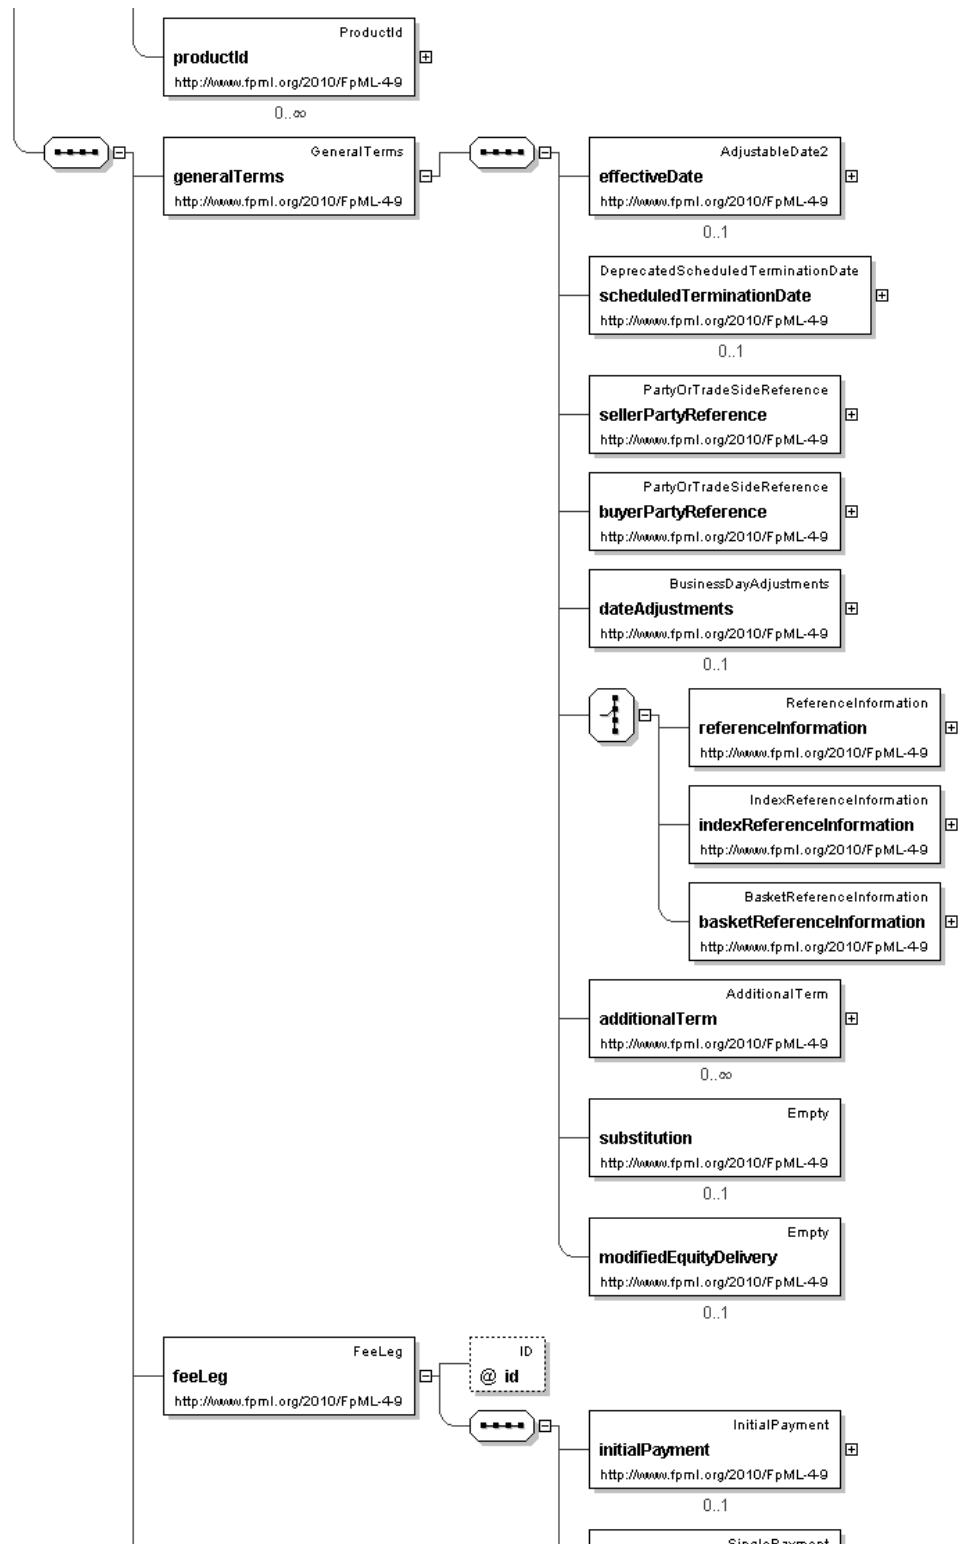 ProductId
productId
http://www.fpml.org/2010/FpML-4-9
0..∞
GeneralTerms
generalTerms
http://www.fpml.org/2010/FpML-4-9
AdjustableDate2
effectiveDate
http://www.fpml.org/2010/FpML-4-9
0..1
DeprecatedScheduledTerminationDate
scheduledTerminationDate
http://www.fpml.org/2010/FpML-4-9
0..1
PartyOrTradeSideReference
sellerPartyReference
http://www.fpml.org/2010/FpML-4-9
PartyOrTradeSideReference
buyerPartyReference
http://www.fpml.org/2010/FpML-4-9
BusinessDayAdjustments
dateAdjustments
http://www.fpml.org/2010/FpML-4-9
0..1
ReferenceInformation
referenceInformation
http://www.fpml.org/2010/FpML-4-9
IndexReferenceInformation
indexReferenceInformation
http://www.fpml.org/2010/FpML-4-9
BasketReferenceInformation
basketReferenceInformation
http://www.fpml.org/2010/FpML-4-9
AdditionalTerm
additionalTerm
http://www.fpml.org/2010/FpML-4-9
0..∞
Empty
substitution
http://www.fpml.org/2010/FpML-4-9
0..1
Empty
modifiedEquityDelivery
http://www.fpml.org/2010/FpML-4-9
0..1
FeeLeg
feeLeg
http://www.fpml.org/2010/FpML-4-9
ID
@ id
InitialPayment
initialPayment
http://www.fpml.org/2010/FpML-4-9
0..1
SinglePayment